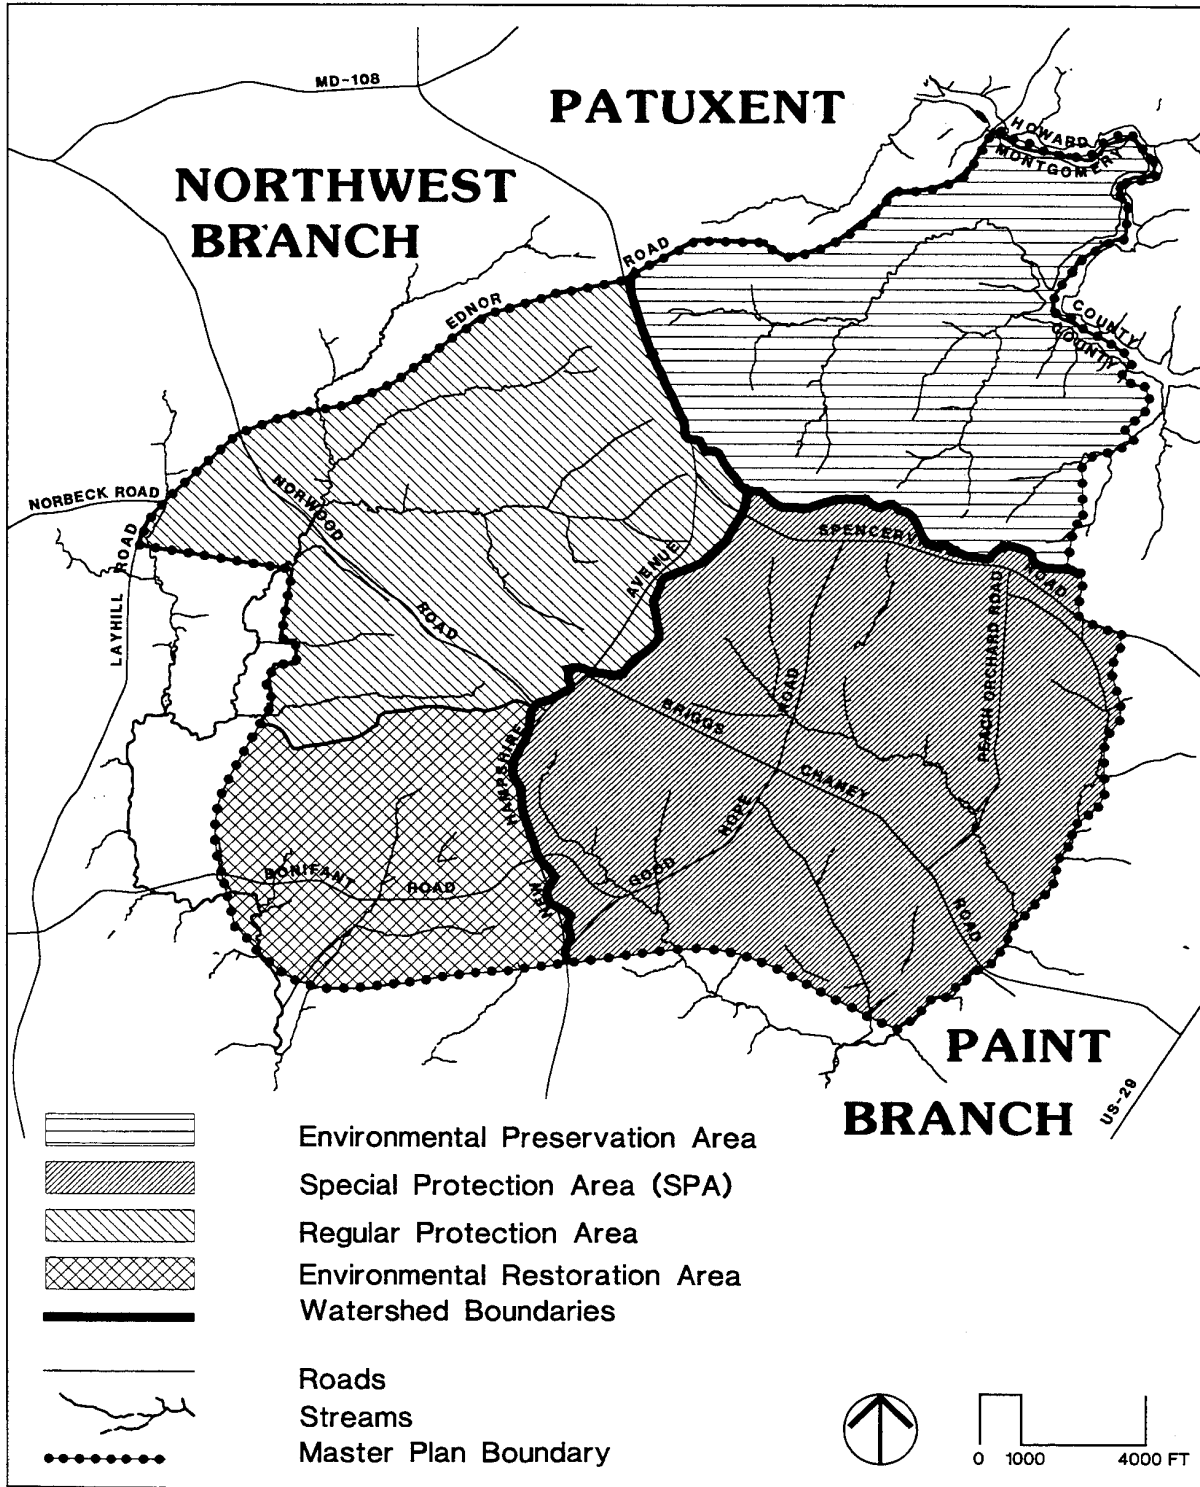 MD-108
PATUXENT
HOWARD
MONTGOMERY
NORTHWEST
BRANCH
ROAD
EDNOR
COUNTY
COUNTY
NORBECK ROAD
NORWOOD
ROAD
LAYHILL ROAD
AVENUE
SPENCERV
ROAD
PEACH ORCHARD ROAD
ROAD
BRIGGS
CHANEY
ROAD
HAMPSHIRE
NEW
GOOD
HOPE
BONIFANT
ROAD
PAINT
BRANCH
US-29
Environmental Preservation Area
Special Protection Area (SPA)
Regular Protection Area
Environmental Restoration Area
Watershed Boundaries
Roads
Streams
Master Plan Boundary
0 1000 4000 FT